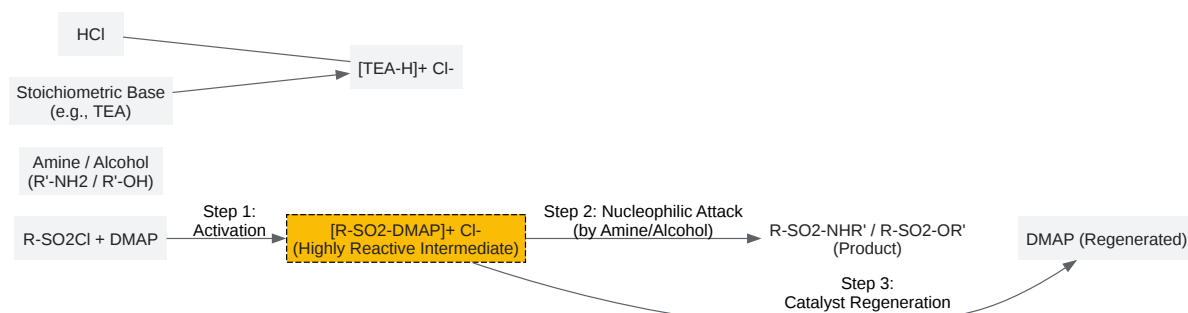 HCl
Stoichiometric Base
(e.g., TEA)
[TEA-H]+ Cl-
Amine / Alcohol
(R'-NH2 / R'-OH)
R-SO2Cl + DMAP
Step 1:
Activation
[R-SO2-DMAP]+ Cl-
(Highly Reactive Intermediate)
Step 2: Nucleophilic Attack
(by Amine/Alcohol)
R-SO2-NHR' / R-SO2-OR'
(Product)
Step 3:
Catalyst Regeneration
DMAP (Regenerated)